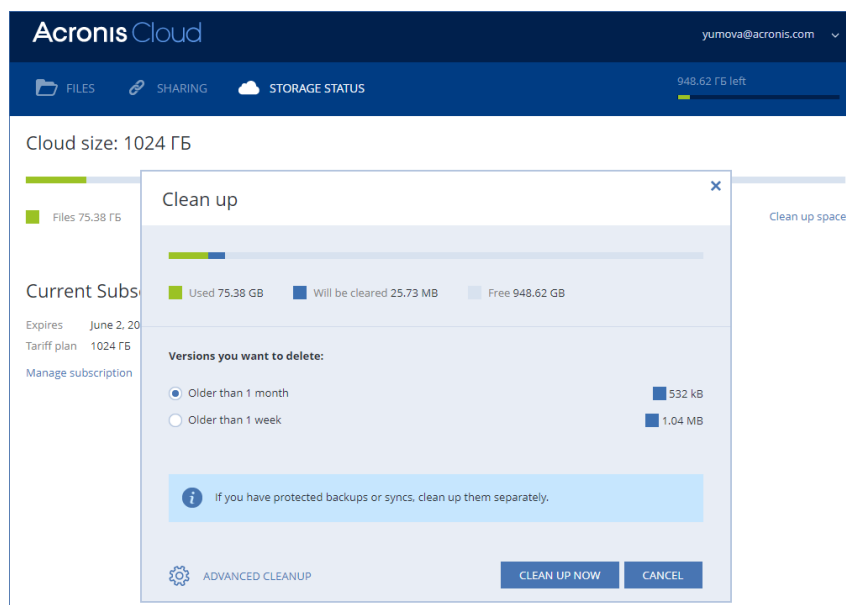 Acronis Cloud
yumova@acronis.com
FILES
SHARING
STORAGE STATUS
948.62 ГБ left
Cloud size: 1024 ГБ
Files 75.38 ГБ
Clean up space
Current Subs
Expires June 2, 20
Tariff plan 1024 ГБ
Manage subscription
Clean up
Used 75.38 GB
Will be cleared 25.73 MB
Free 948.62 GB
Versions you want to delete:
Older than 1 month 532 kB
Older than 1 week 1.04 MB
i
If you have protected backups or syncs, clean up them separately.
ADVANCED CLEANUP
CLEAN UP NOW
CANCEL